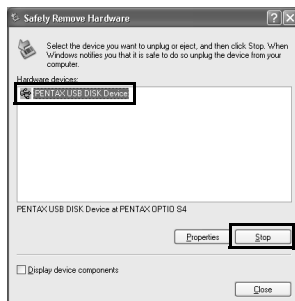 Safely Remove Hardware
Select the device you want to unplug or eject, and then click Stop. When
Windows notifies you that it is safe to do so unplug the device from your
computer.
Hardware devices:
PENTAX USB DISK Device
PENTAX USB DISK Device at PENTAX OPTIO S4
Properties
Stop
Display device components
Close